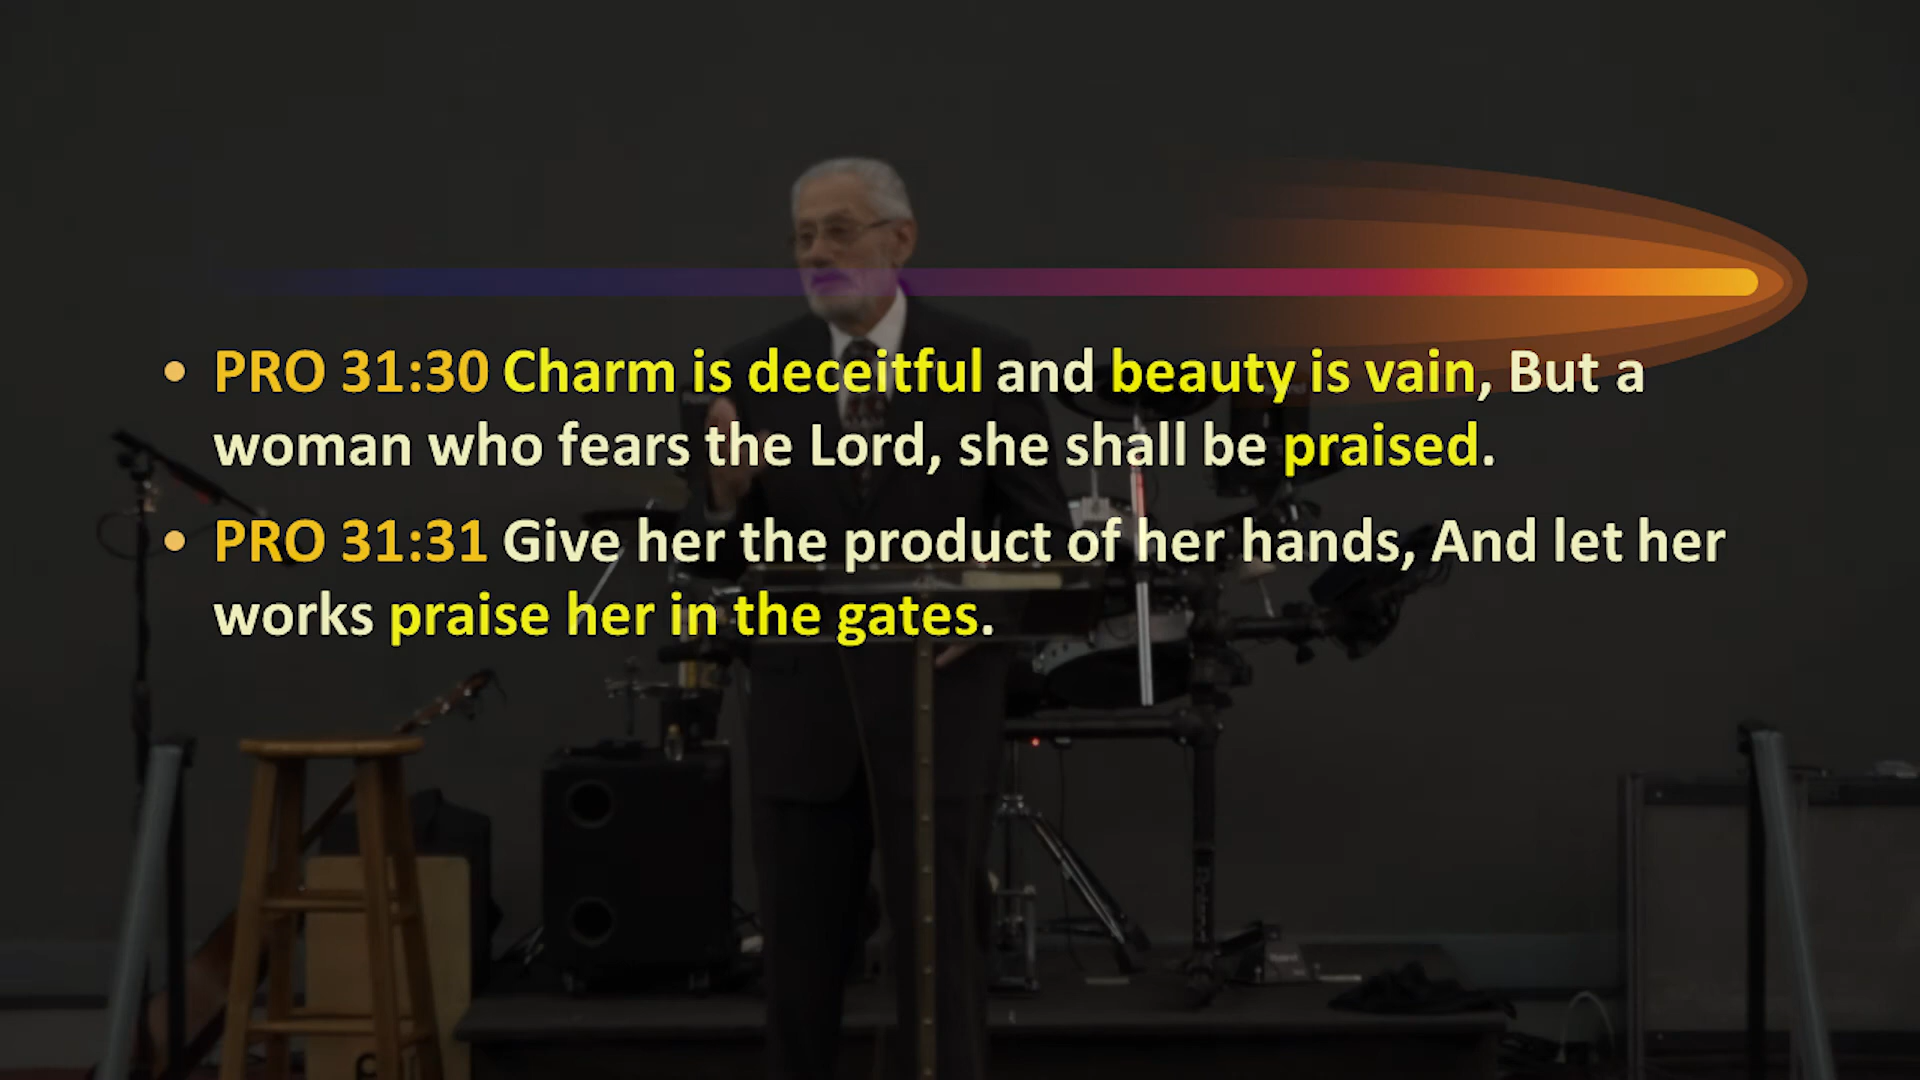 • PRO 31:30 Charm is deceitful and beauty is vain, But a
woman who fears the Lord, she shall be praised.
• PRO 31:31 Give her the product of her hands, And let her
works praise her in the gates.